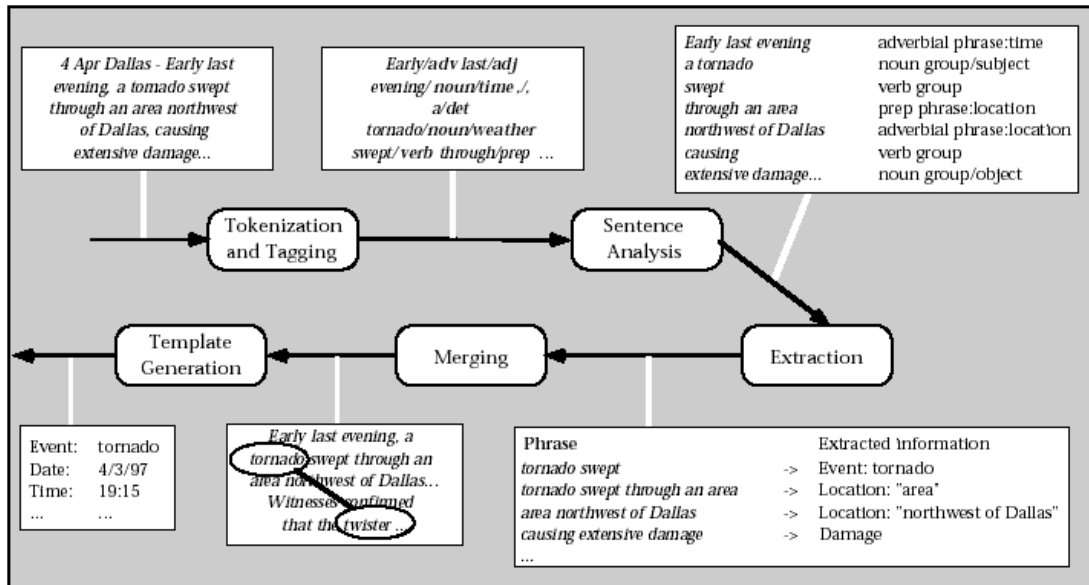 4 Apr Dallas - Early last
evening, a tornado swept
through an area northwest
of Dallas, causing
extensive damage...
Early/adv last/adj
evening/ noun/time ,/,
a/det
tornado/noun/weather
swept/ verb through/prep ...
Early last evening adverbial phrase:time
a tornado noun group/subject
swept verb group
through an area prep phrase:location
northwest of Dallas adverbial phrase:location
causing verb group
extensive damage... noun group/object
Tokenization
and Tagging
Sentence
Analysis
Extraction
Merging
Template
Generation
Event: tornado
Date: 4/3/97
Time: 19:15
... ...
Early last evening, a
tornado swept through an
area northwest of Dallas...
Witnesses confirmed
that the twister ...
Phrase Extracted information
tornado swept -> Event: tornado
tornado swept through an area -> Location: "area"
area northwest of Dallas -> Location: "northwest of Dallas"
causing extensive damage -> Damage
...